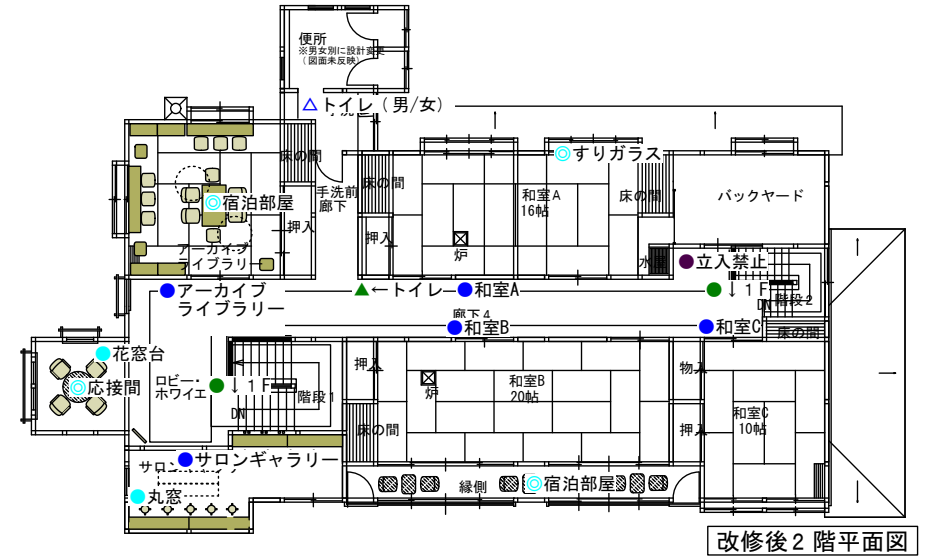 便所
※男女別に設計変更
（図面未反映）
△トイレ（男/女）
床の間
手洗前
廊下
床の間
◎すりガラス
和室A
16帖
床の間
バックヤード
◎宿泊部屋
押入
押入
炉
アーカイブ
ライブラリー
水屋
●立入禁止
●アーカイブ
ライブラリー
▲←トイレ
●和室A
●↓1F
階段2
DN
廊下4
●和室B
●和室C
床の間
●花窓台
◎応接間
ロビー・
ホワイエ
●↓1F
DN
階段1
押入
炉
和室B
20帖
物入
床の間
押入
和室C
10帖
サロン
●サロンギャラリー
●丸窓
縁側
◎宿泊部屋
改修後2階平面図